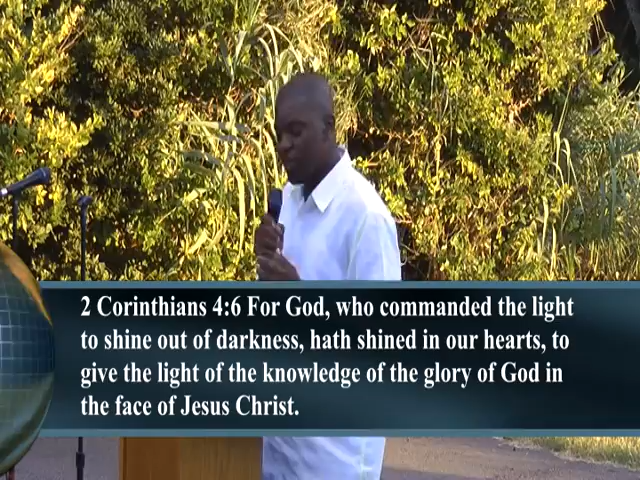 2 Corinthians 4:6 For God, who commanded the light
to shine out of darkness, hath shined in our hearts, to
give the light of the knowledge of the glory of God in
the face of Jesus Christ.